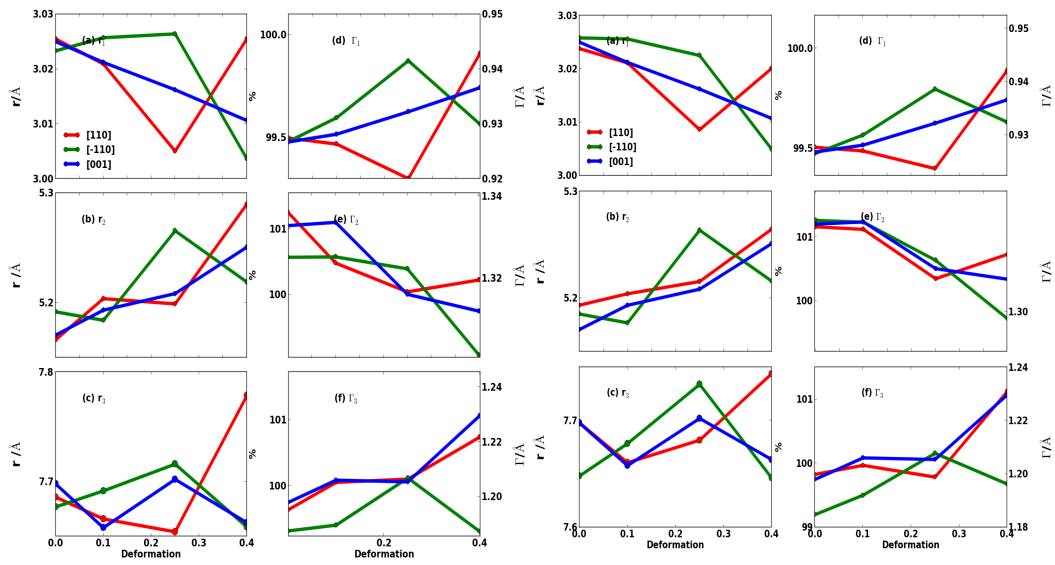 3.03
3.02
3.01
3.00
r/Å
(a) r₁
[110]
[-110]
[001]
100.0
99.5
%
(d) Γ₁
0.95
0.94
0.93
0.92
Γ/Å
5.3
5.2
r /Å
(b) r₂
101
100
%
(e) Γ₂
1.34
1.32
Γ/Å
7.8
7.7
r /Å
(c) r₃
0.0 0.1 0.2 0.3 0.4
Deformation
101
100
%
(f) Γ₃
1.24
1.22
1.20
Γ/Å
0.1 0.2 0.3 0.4
Deformation
3.03
3.02
3.01
3.00
r/Å
(a) r₁
[110]
[-110]
[001]
100.0
99.5
%
(d) Γ₁
0.95
0.94
0.93
Γ/Å
5.3
5.2
r /Å
(b) r₂
101
100
%
(e) Γ₂
1.30
Γ/Å
7.7
7.6
r /Å
(c) r₃
0.0 0.1 0.2 0.3 0.4
Deformation
101
100
99
%
(f) Γ₃
1.24
1.22
1.20
1.18
Γ/Å
0.1 0.2 0.3 0.4
Deformation